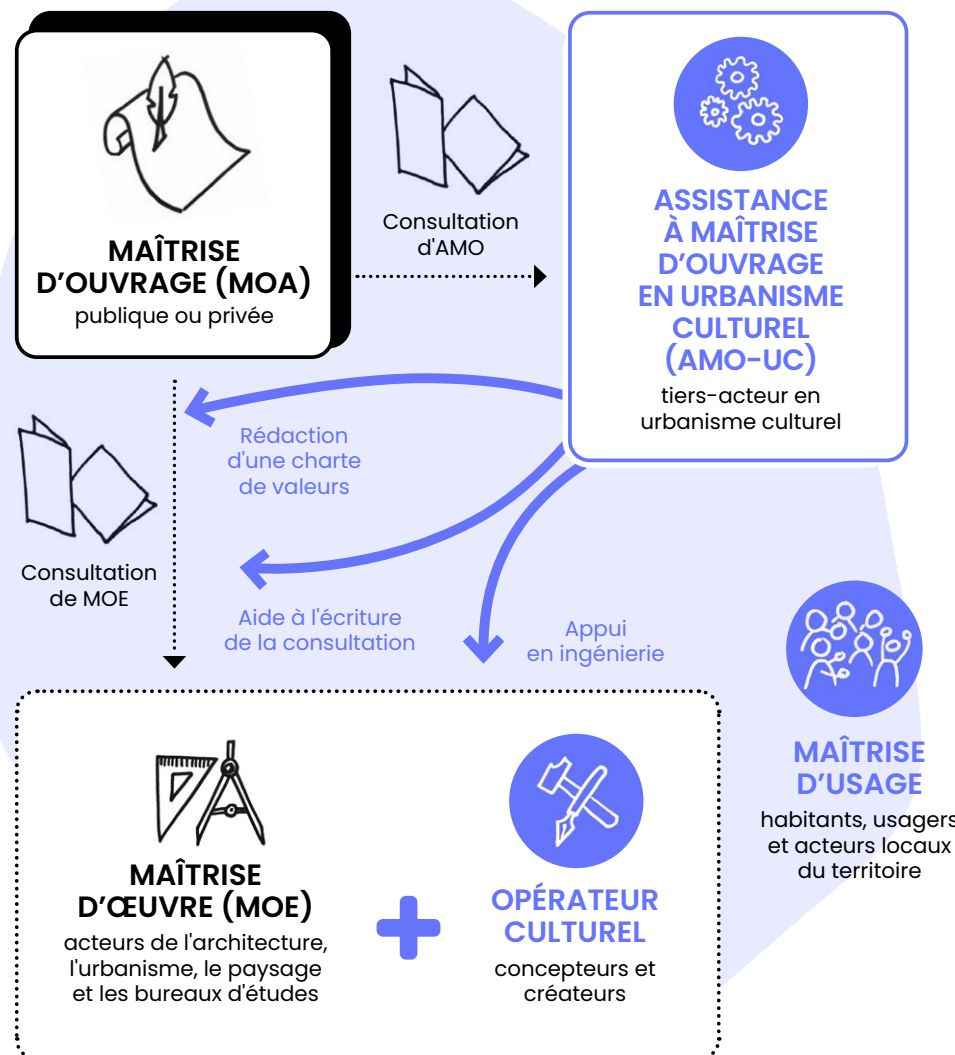 MAÎTRISE
D’OUVRAGE (MOA)
publique ou privée
Consultation
d'AMO
ASSISTANCE
À MAÎTRISE
D’OUVRAGE
EN URBANISME
CULTUREL
(AMO-UC)
tiers-acteur en
urbanisme culturel
Rédaction
d'une charte
de valeurs
Consultation
de MOE
Aide à l'écriture
de la consultation
Appui
en ingénierie
MAÎTRISE
D’USAGE
habitants, usagers
et acteurs locaux
du territoire
MAÎTRISE
D’ŒUVRE (MOE)
acteurs de l'architecture,
l'urbanisme, le paysage
et les bureaux d'études
OPÉRATEUR
CULTUREL
concepteurs et
créateurs